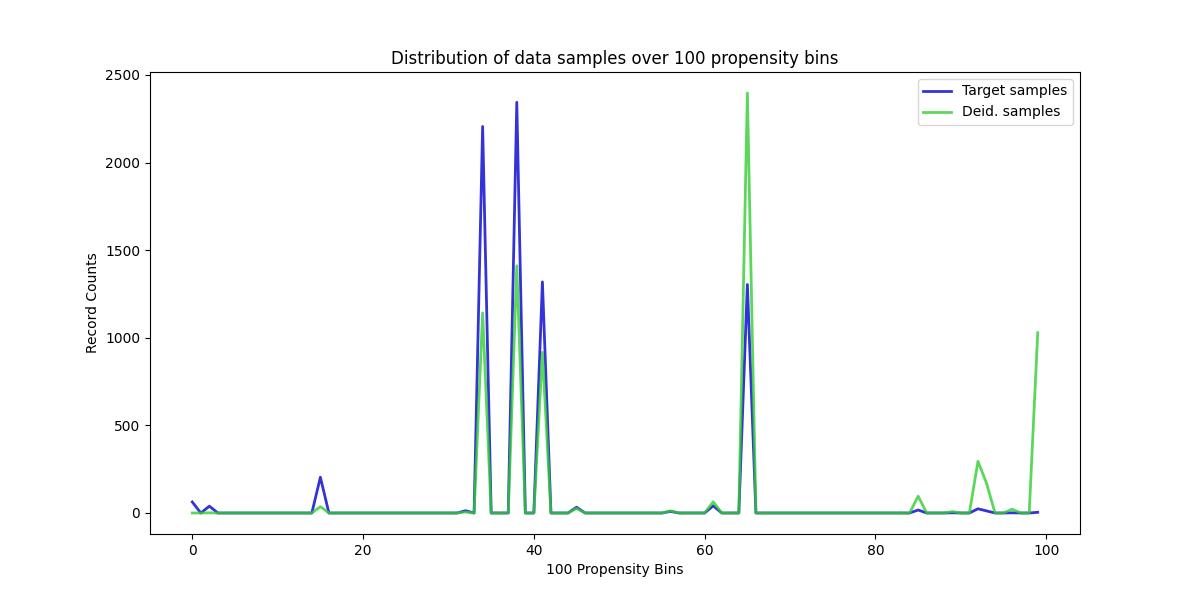 Distribution of data samples over 100 propensity bins
Target samples
Deid. samples
2500
2000
1500
1000
500
0
Record Counts
0 20 40 60 80 100
100 Propensity Bins